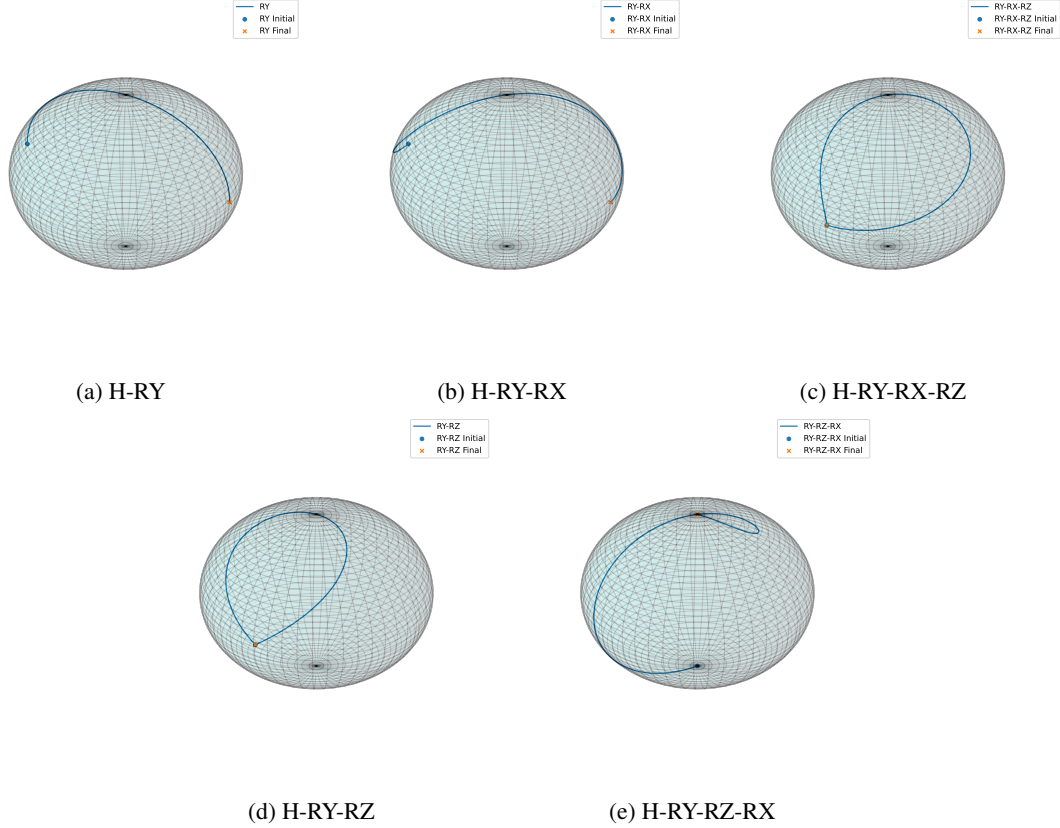 RY
RY Initial
RY Final
RY-RX
RY-RX Initial
RY-RX Final
RY-RX-RZ
RY-RX-RZ Initial
RY-RX-RZ Final
(a) H-RY
(b) H-RY-RX
(c) H-RY-RX-RZ
RY-RZ
RY-RZ Initial
RY-RZ Final
RY-RZ-RX
RY-RZ-RX Initial
RY-RZ-RX Final
(d) H-RY-RZ
(e) H-RY-RZ-RX